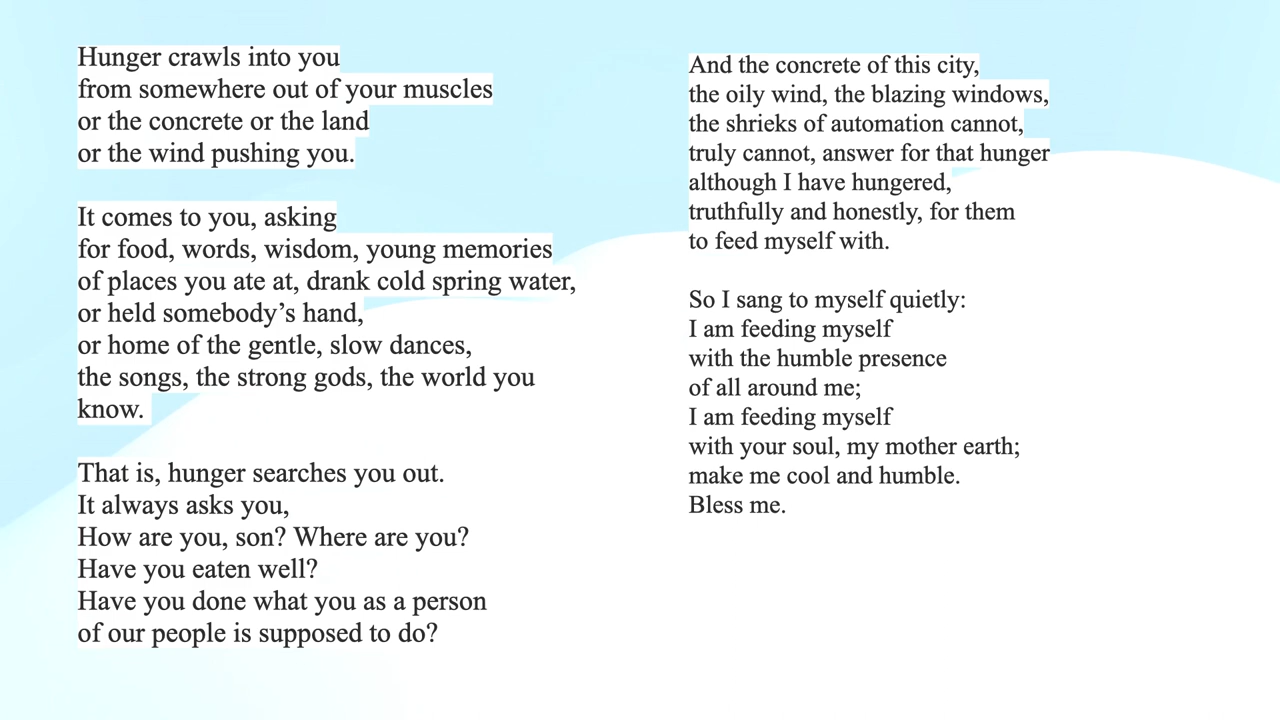 Hunger crawls into you
from somewhere out of your muscles
or the concrete or the land
or the wind pushing you.
It comes to you, asking
for food, words, wisdom, young memories
of places you ate at, drank cold spring water,
or held somebody’s hand,
or home of the gentle, slow dances,
the songs, the strong gods, the world you
know.
That is, hunger searches you out.
It always asks you,
How are you, son? Where are you?
Have you eaten well?
Have you done what you as a person
of our people is supposed to do?
And the concrete of this city,
the oily wind, the blazing windows,
the shrieks of automation cannot,
truly cannot, answer for that hunger
although I have hungered,
truthfully and honestly, for them
to feed myself with.
So I sang to myself quietly:
I am feeding myself
with the humble presence
of all around me;
I am feeding myself
with your soul, my mother earth;
make me cool and humble.
Bless me.